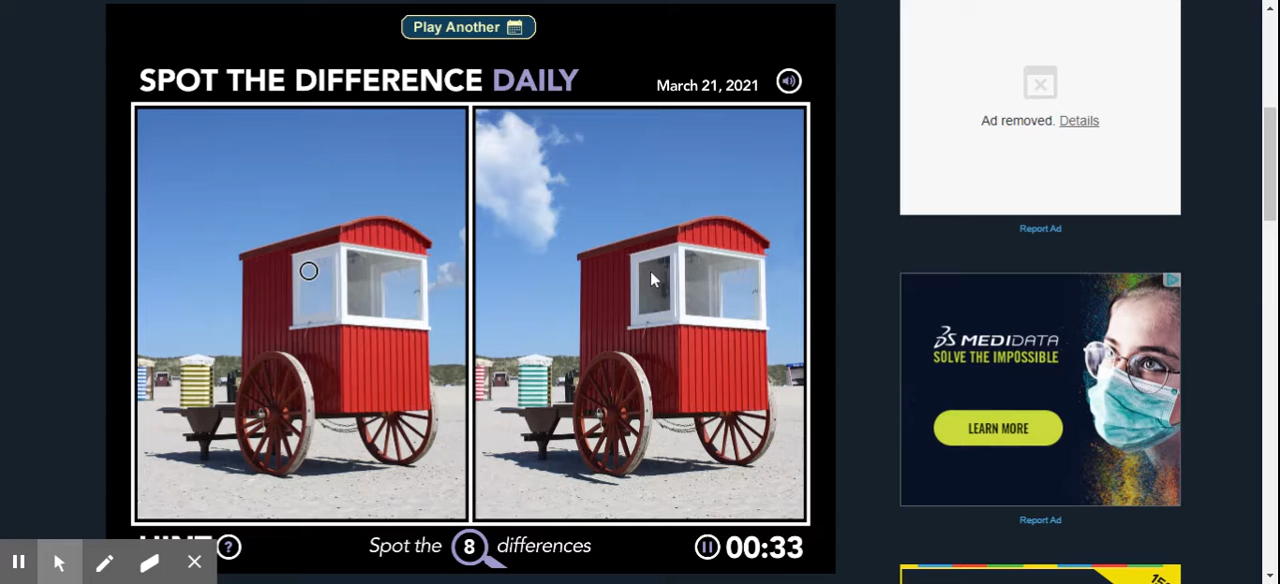 Play Another
SPOT THE DIFFERENCE DAILY
March 21, 2021
Spot the 8 differences
00:33
Ad removed. Details
Report Ad
MEDIDATA
SOLVE THE IMPOSSIBLE
LEARN MORE
Report Ad